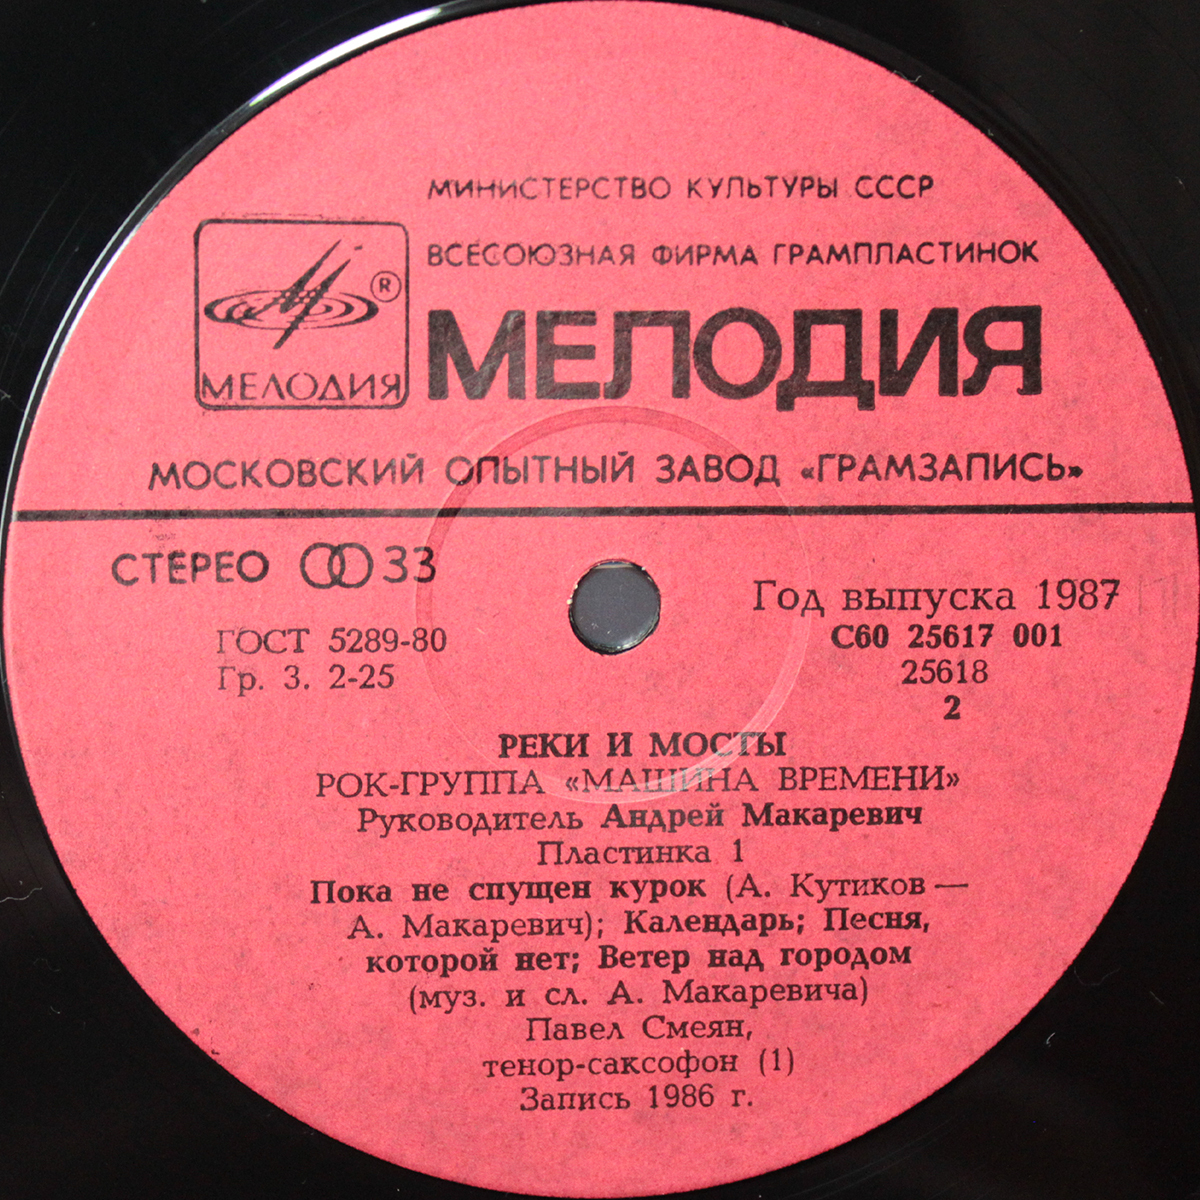 МИНИСТЕРСТВО КУЛЬТУРЫ СССР
ВСЕСОЮЗНАЯ ФИРМА ГРАМПЛАСТИНОК
®
МЕЛОДИЯ
МЕЛОДИЯ
МОСКОВСКИЙ ОПЫТНЫЙ ЗАВОД «ГРАМЗАПИСЬ»
СТЕРЕО 33
Год выпуска 1987
ГОСТ 5289-80
С60 25617 001
Гр. 3. 2-25
25618
2
РЕКИ И МОСТЫ
РОК-ГРУППА «МАШИНА ВРЕМЕНИ»
Руководитель Андрей Макаревич
Пластинка 1
Пока не спущен курок (А. Кутиков —
А. Макаревич); Календарь; Песня,
которой нет; Ветер над городом
(муз. и сл. А. Макаревича)
Павел Смеян,
тенор-саксофон (1)
Запись 1986 г.